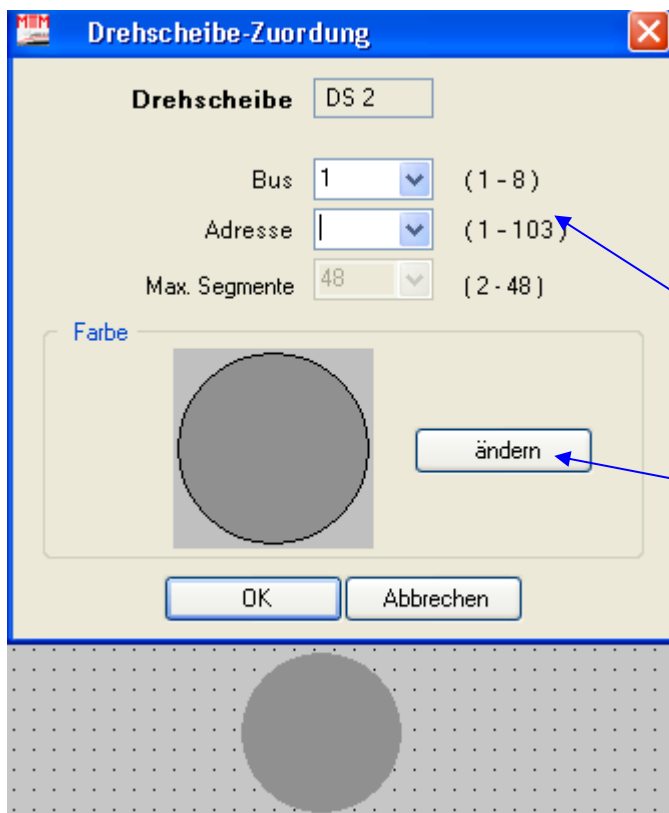 Drehscheibe-Zuordung
Drehscheibe DS 2
Bus 1 ( 1 - 8 )
Adresse ( 1 - 103 )
Max. Segmente 48 ( 2 - 48 )
Farbe
ändern
OK Abbrechen